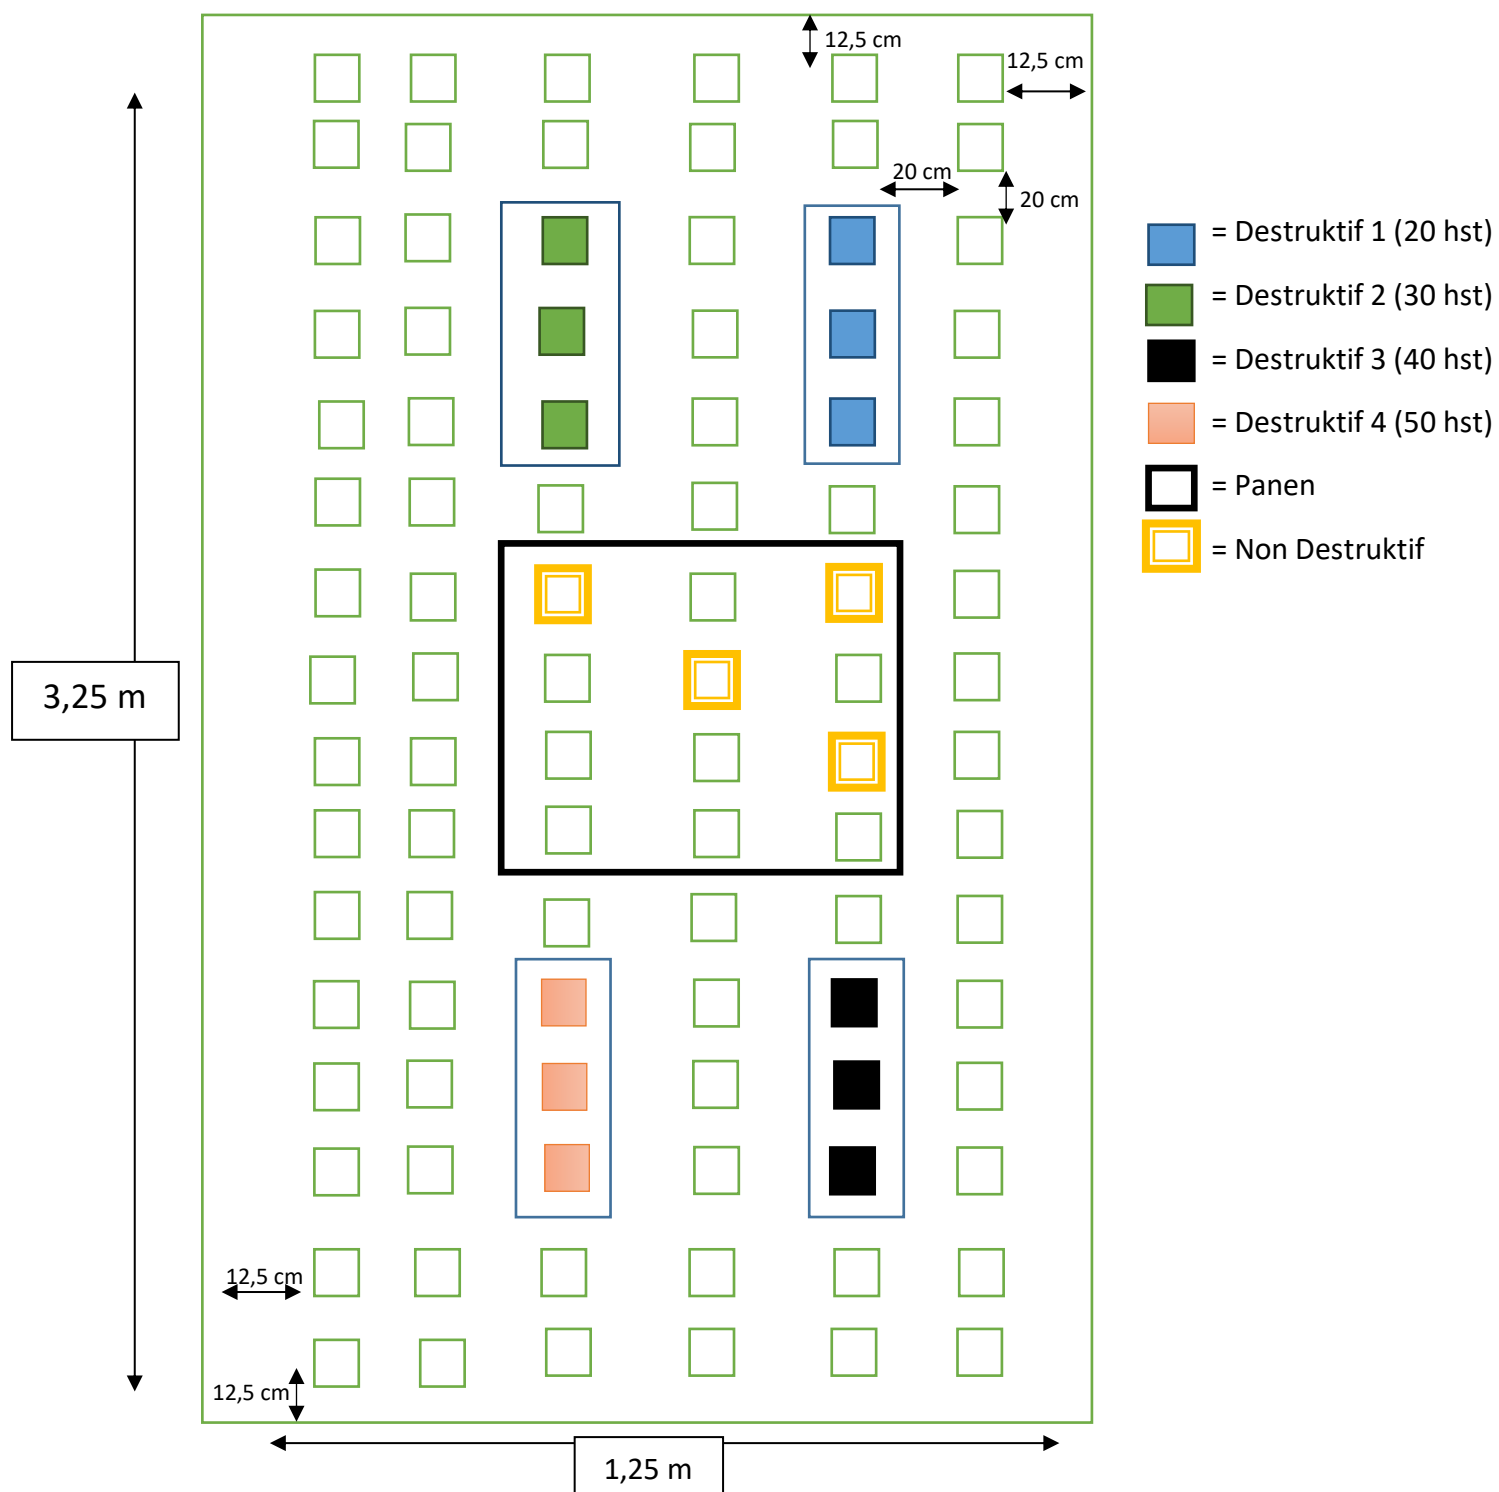 12,5 cm
12,5 cm
20 cm
20 cm
= Destruktif 1 (20 hst)
= Destruktif 2 (30 hst)
= Destruktif 3 (40 hst)
= Destruktif 4 (50 hst)
= Panen
= Non Destruktif
3,25 m
12,5 cm
12,5 cm
1,25 m